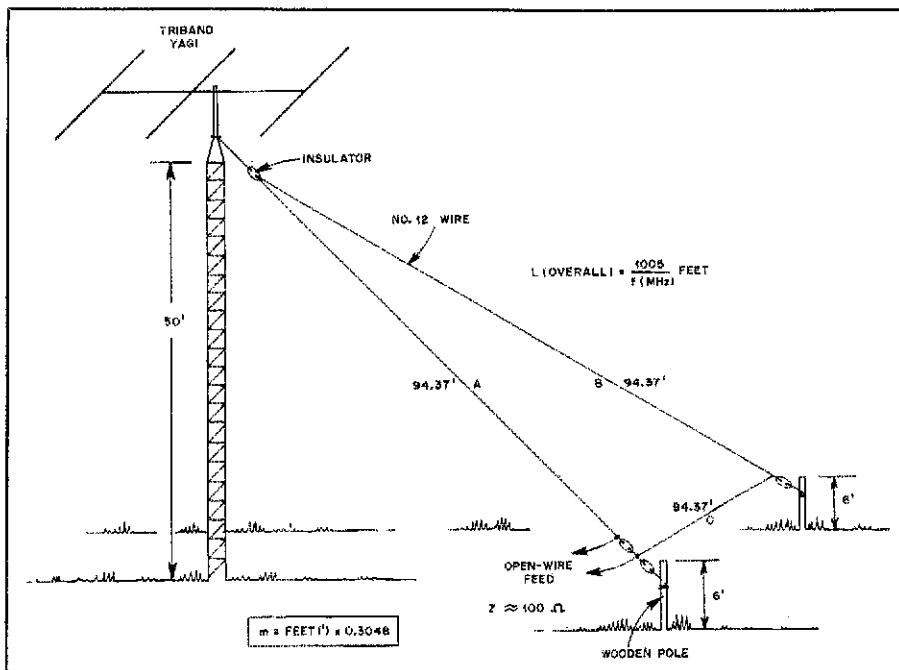 TRIBAND
YAGI
INSULATOR
NO. 12 WIRE
L (OVERALL) = 1005 / f (MHz) FEET
50'
94.37' A
B 94.37'
94.37'
C
6'
OPEN-WIRE
FEED
Z ≈ 100 Ω
6'
m = FEET (') x 0.3048
WOODEN POLE